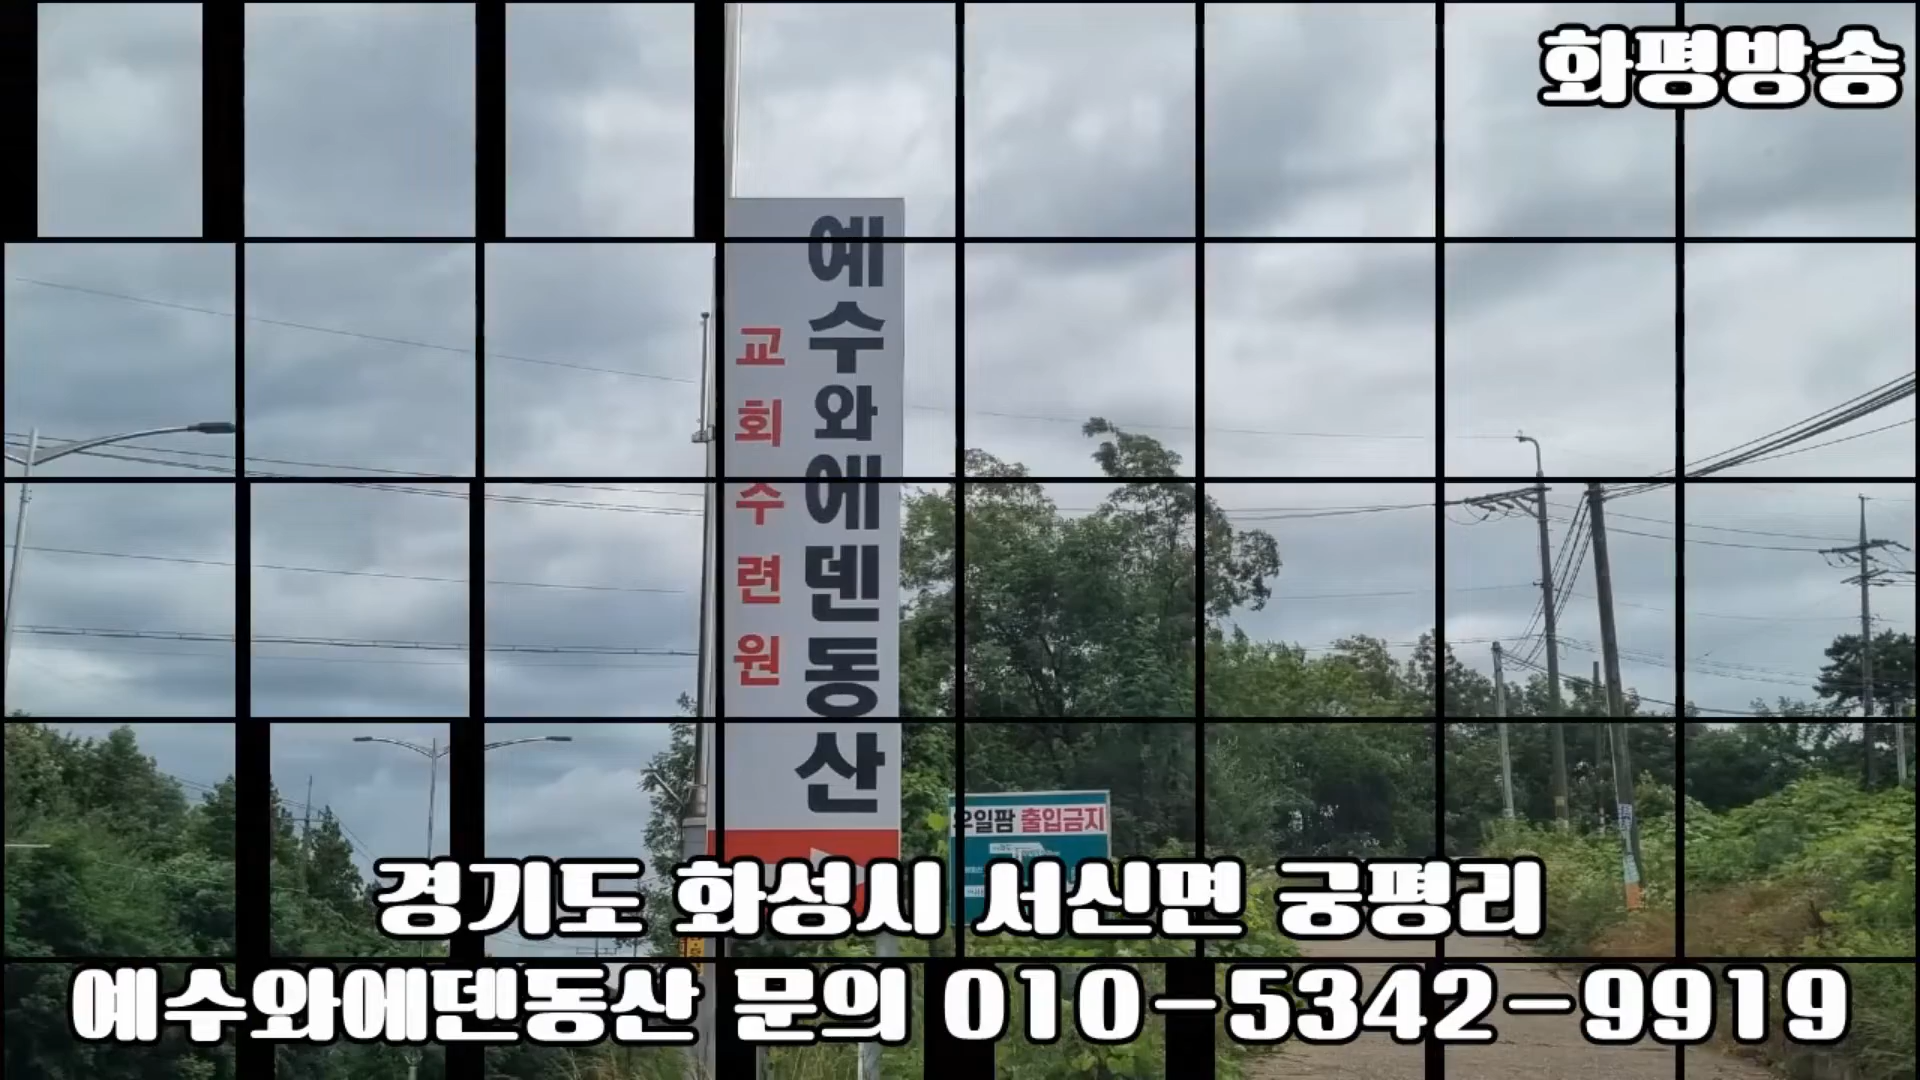 화평방송
예수와에덴동산
교회수련원
오일팜 출입금지
경기도 화성시 서신면 궁평리
예수와에덴동산 문의 010-5342-9919